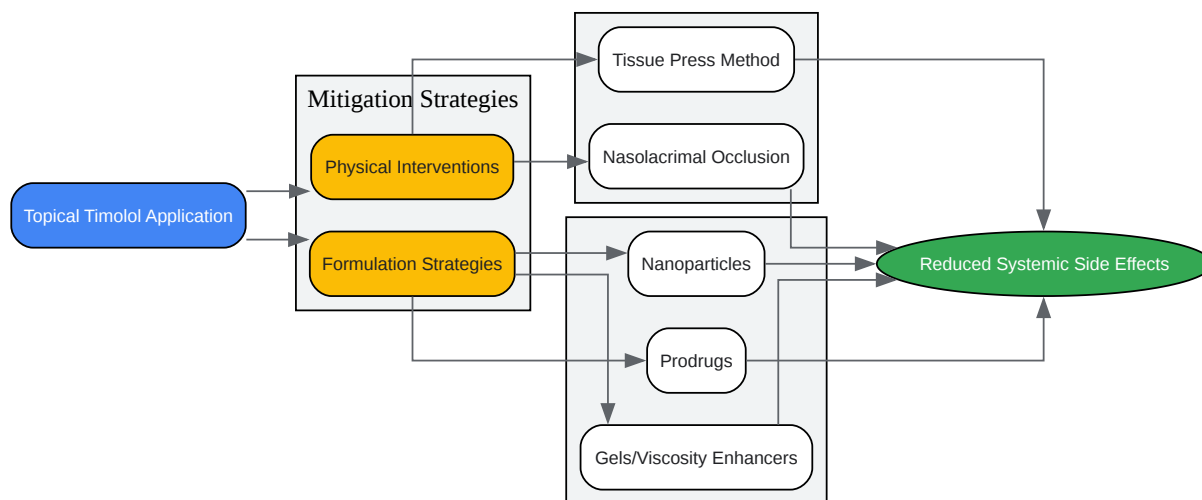 Tissue Press Method
Mitigation Strategies
Physical Interventions
Nasolacrimal Occlusion
Topical Timolol Application
Formulation Strategies
Nanoparticles
Reduced Systemic Side Effects
Prodrugs
Gels/Viscosity Enhancers